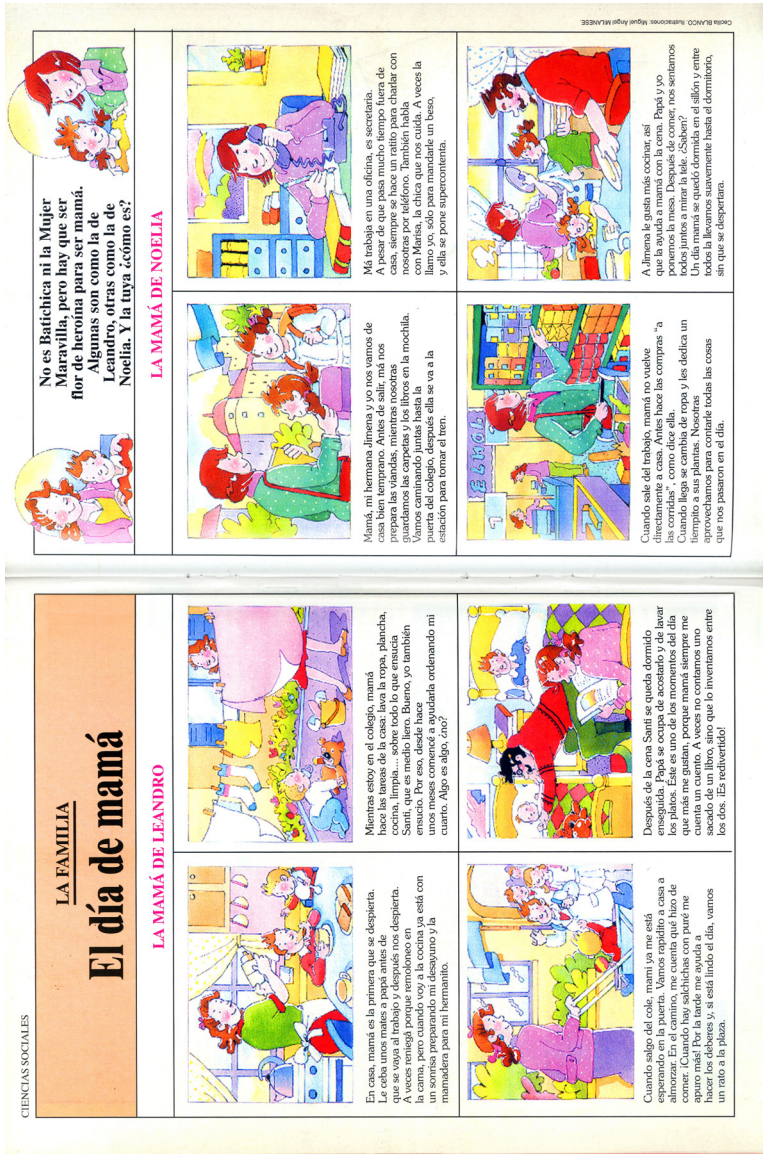 CIENCIAS SOCIALES
LA FAMILIA
El día de mamá
LA MAMÁ DE LEANDRO
En casa, mamá es la primera que se despierta.
Le ceba unos mates a papá antes de
que se vaya al trabajo y después nos despierta.
A veces reniega porque remoloneo en
la cama, pero cuando voy a la cocina ya está con
un sonrisa preparando mi desayuno y la
mamadera para mi hermanito.
Mientras estoy en el colegio, mamá
hace las tareas de la casa: lava la ropa, plancha,
cocina, limpia.... sobre todo lo que ensucia
Santi, que es medio lero. Bueno, yo también
ensucio. Por eso, desde hace
unos meses comencé a ayudarla ordenando mi
cuarto. Algo es algo, ¿no?
Cuando salgo del cole, mami ya me está
esperando en la puerta. Vamos rapidito a casa a
almorzar. En el camino, me cuenta qué hizo de
comer. ¡Cuando hay salchichas con puré me
apuro más! Por la tarde me ayuda a
hacer los deberes y, si está lindo el día, vamos
un rato a la plaza.
Después de la cena Santi se queda dormido
enseguida. Papá se ocupa de acostarlo y de lavar
los platos. Éste es uno de los momentos del día
que más me gustan, porque mamá siempre me
cuenta un cuento. A veces no contamos uno
sacado de un libro, sino que lo inventamos entre
los dos. ¡Es redivertido!
No es Batichica ni la Mujer
Maravilla, pero hay que ser
flor de heroína para ser mamá.
Algunas son como la de
Leandro, otras como la de
Noelia. Y la tuya ¿cómo es?
LA MAMÁ DE NOELIA
Mamá, mi hermana Jimena y yo nos vamos de
casa bien temprano. Antes de salir, má nos
prepara las viandas, mientras nosotras
guardamos las carpetas y los libros en la mochila.
Vamos caminando juntas hasta la
puerta del colegio, después ella se va a la
estación para tomar el tren.
Má trabaja en una oficina, es secretaria.
A pesar de que pasa mucho tiempo fuera de
casa, siempre se hace un ratito para charlar con
nosotras por teléfono. También habla
con Marisa, la chica que nos cuida. A veces la
llamo yo, sólo para mandarle un beso,
y ella se pone supercontenta.
1
Cuando sale del trabajo, mamá no vuelve
directamente a casa. Antes hace las compras "a
las corridas", como dice ella.
Cuando llega se cambia de ropa y les dedica un
tiempito a sus plantas. Nosotras
aprovechamos para contarle todas las cosas
que nos pasaron en el día.
A Jimena le gusta más cocinar, así
que la ayuda a mamá con la cena. Papá y yo
ponemos la mesa. Después de comer, nos sentamos
todos juntos a mirar la tele. ¿Saben?
Un día mamá se quedó dormida en el sillón y entre
todos la llevamos suavemente hasta el dormitorio,
sin que se despertara.
Cecilia BLANCO. Ilustraciones: Miguel Ángel MILANESE